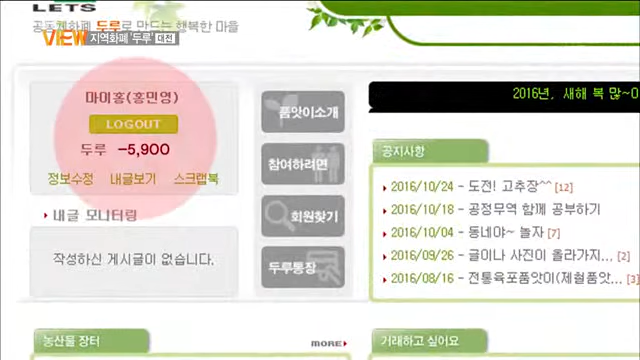 LETS
공동체화폐 두루로 만드는 행복한 마을
VIEW 지역화폐 '두루' 대전
마이홍(홍민영)
LOGOUT
두루 -5,900
정보수정 내글보기 스크랩북
내글 모니터링
작성하신 게시글이 없습니다.
품앗이소개
참여하려면
회원찾기
두루통장
2016년, 새해 복 많~이
공지사항
2016/10/24 - 도전! 고추장^^ [12]
2016/10/18 - 공정무역 함께 공부하기
2016/10/04 - 동네야~ 놀자 [7]
2016/09/26 - 글이나 사진이 올라가지... [2]
2016/08/16 - 전통육포품앗이(제철품앗... [3]
농산물 장터
MORE
거래하고 싶어요